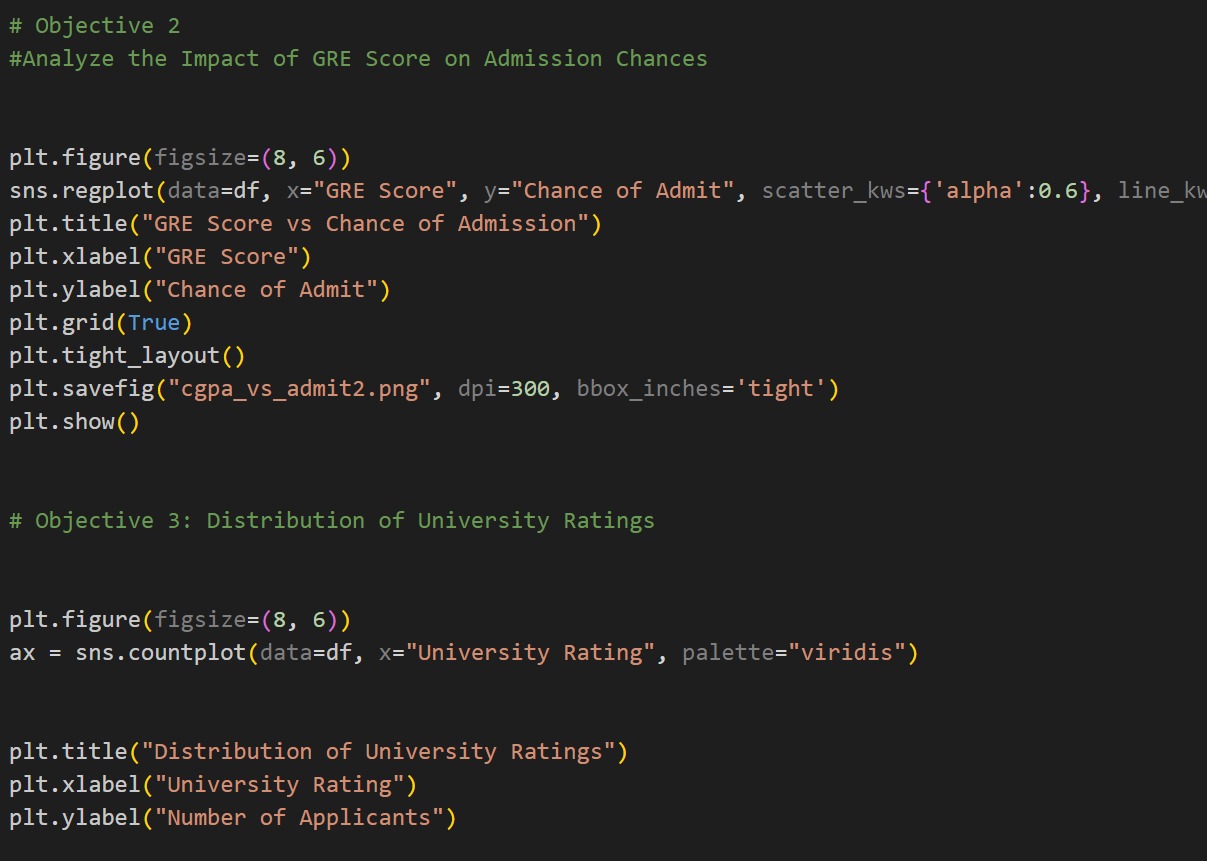 # Objective 2
#Analyze the Impact of GRE Score on Admission Chances
plt.figure(figsize=(8, 6))
sns.regplot(data=df, x="GRE Score", y="Chance of Admit", scatter_kws={'alpha':0.6}, line_kw
plt.title("GRE Score vs Chance of Admission")
plt.xlabel("GRE Score")
plt.ylabel("Chance of Admit")
plt.grid(True)
plt.tight_layout()
plt.savefig("cgpa_vs_admit2.png", dpi=300, bbox_inches='tight')
plt.show()
# Objective 3: Distribution of University Ratings
plt.figure(figsize=(8, 6))
ax = sns.countplot(data=df, x="University Rating", palette="viridis")
plt.title("Distribution of University Ratings")
plt.xlabel("University Rating")
plt.ylabel("Number of Applicants")